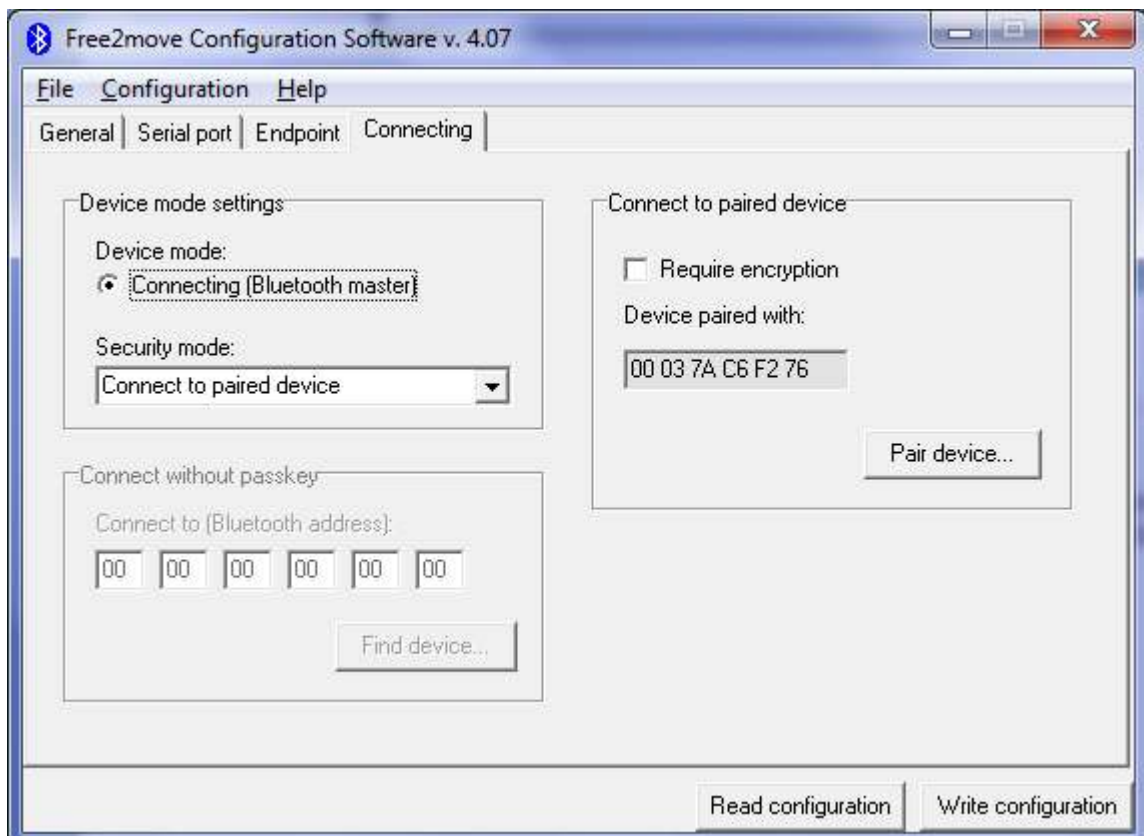 Free2move Configuration Software v. 4.07
File Configuration Help
General Serial port Endpoint Connecting
Device mode settings
Device mode:
Connecting (Bluetooth master)
Security mode:
Connect to paired device
Connect without passkey
Connect to (Bluetooth address):
00 00 00 00 00 00
Find device...
Connect to paired device
Require encryption
Device paired with:
00 03 7A C6 F2 76
Pair device...
Read configuration Write configuration